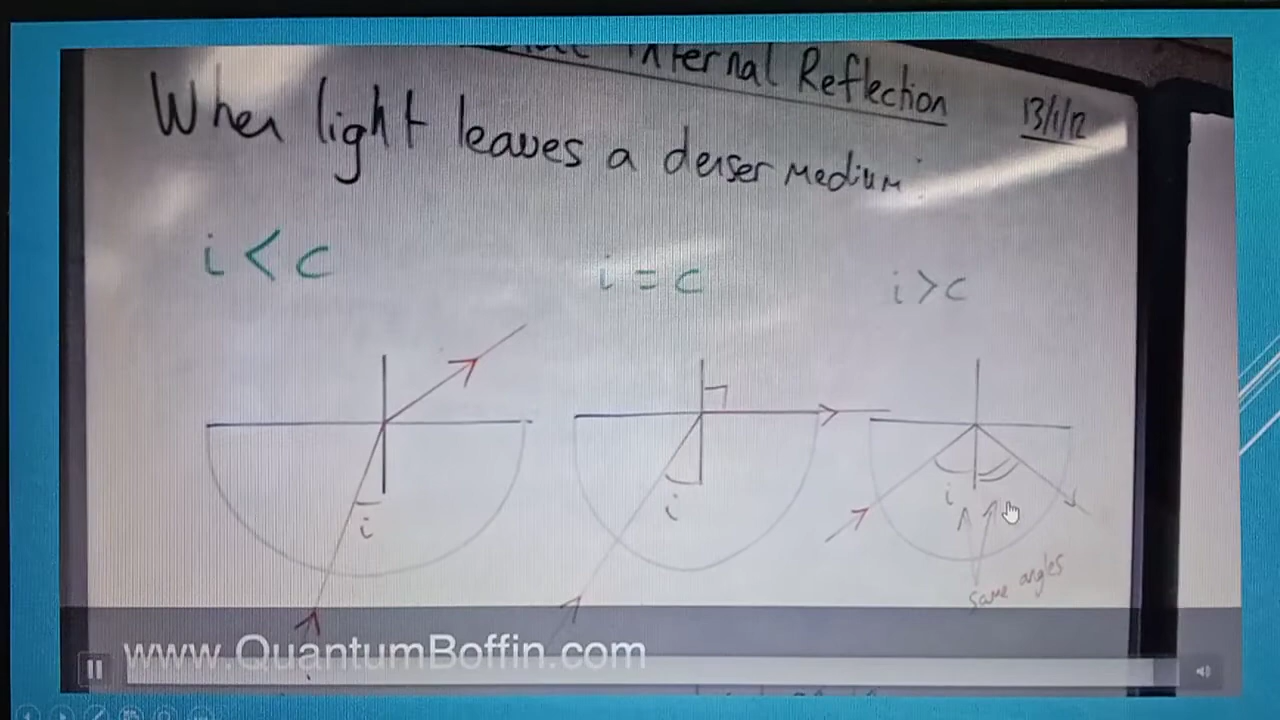 Internal Reflection
13/1/12
When light leaves a denser medium:
i < c
i = c
i > c
i
i
i
same angles
www.QuantumBoffin.com